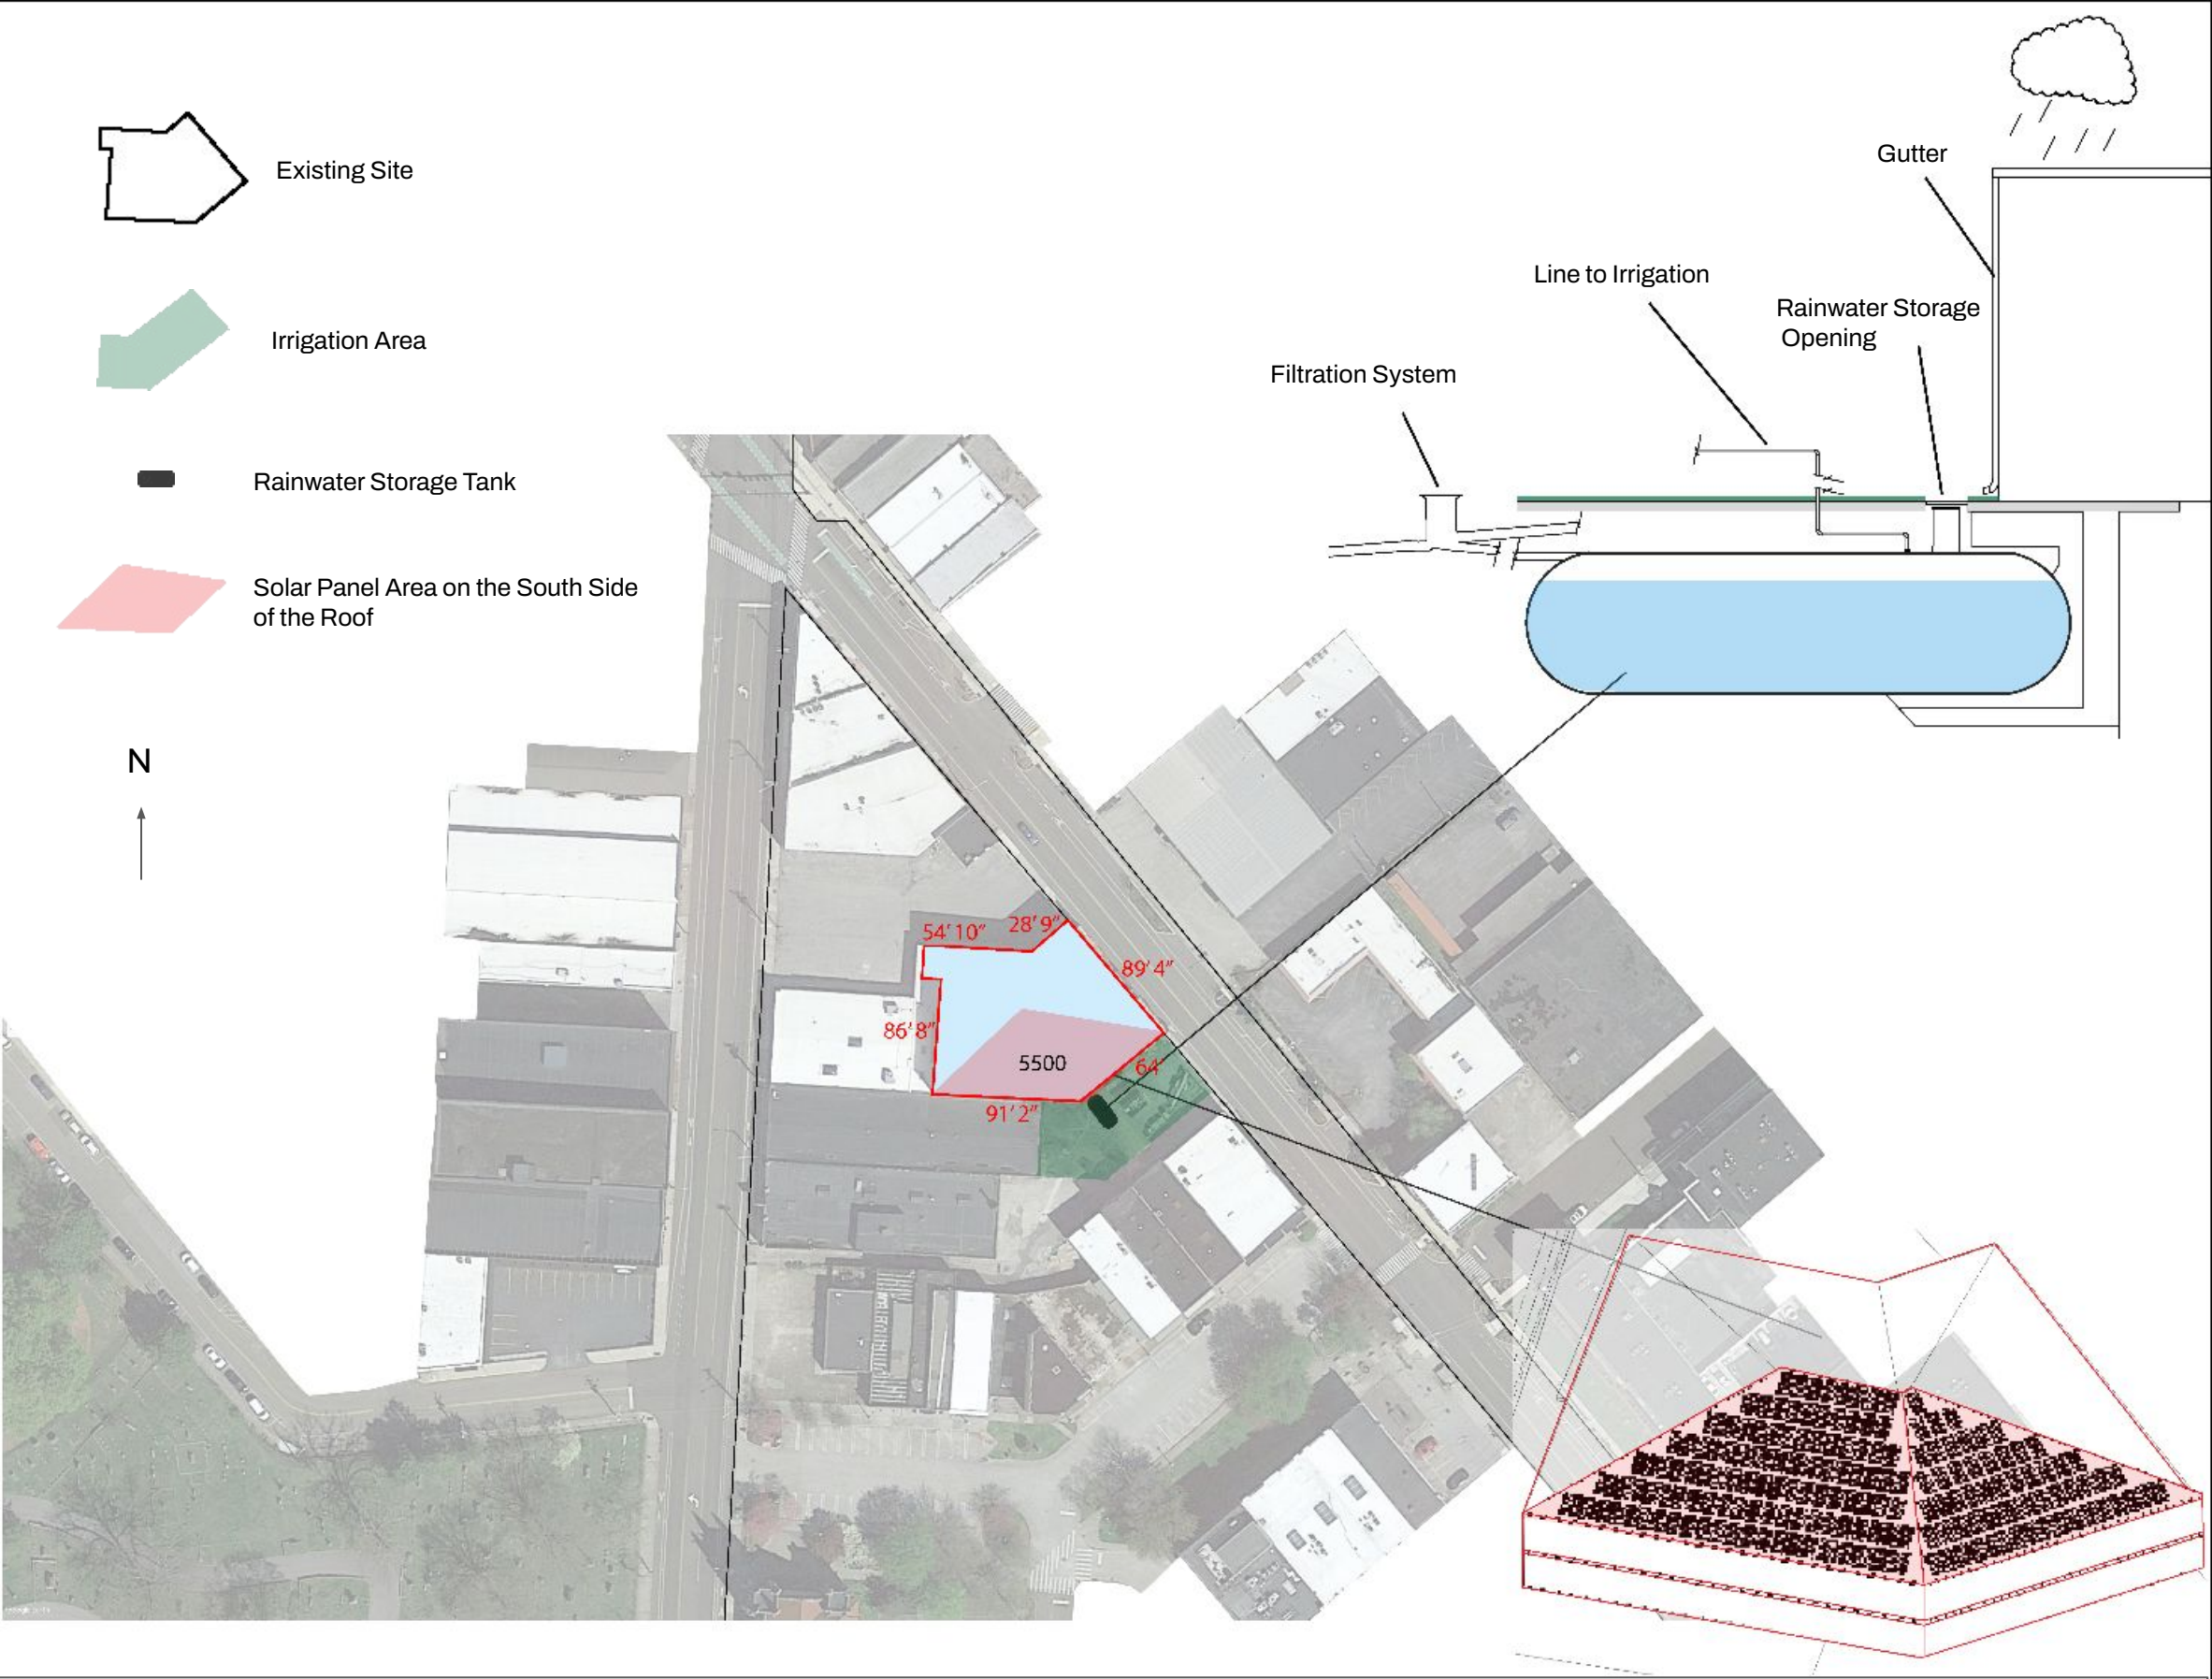 Existing Site
Irrigation Area
Rainwater Storage Tank
Solar Panel Area on the South Side
of the Roof
N
Gutter
Line to Irrigation
Rainwater Storage
Opening
Filtration System
54' 10"
28' 9"
89' 4"
86' 8"
5500
64'
91' 2"